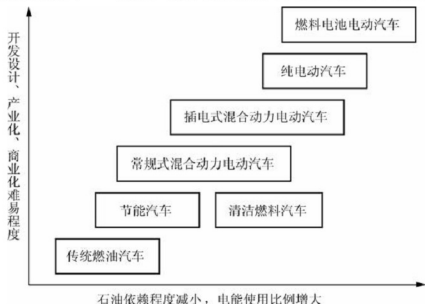 燃料电池电动汽车
纯电动汽车
插电式混合动力电动汽车
常规式混合动力电动汽车
节能汽车
清洁燃料汽车
传统燃油汽车
开发设计、产业化、商业化难易程度
石油依赖程度减小，电能使用比例增大